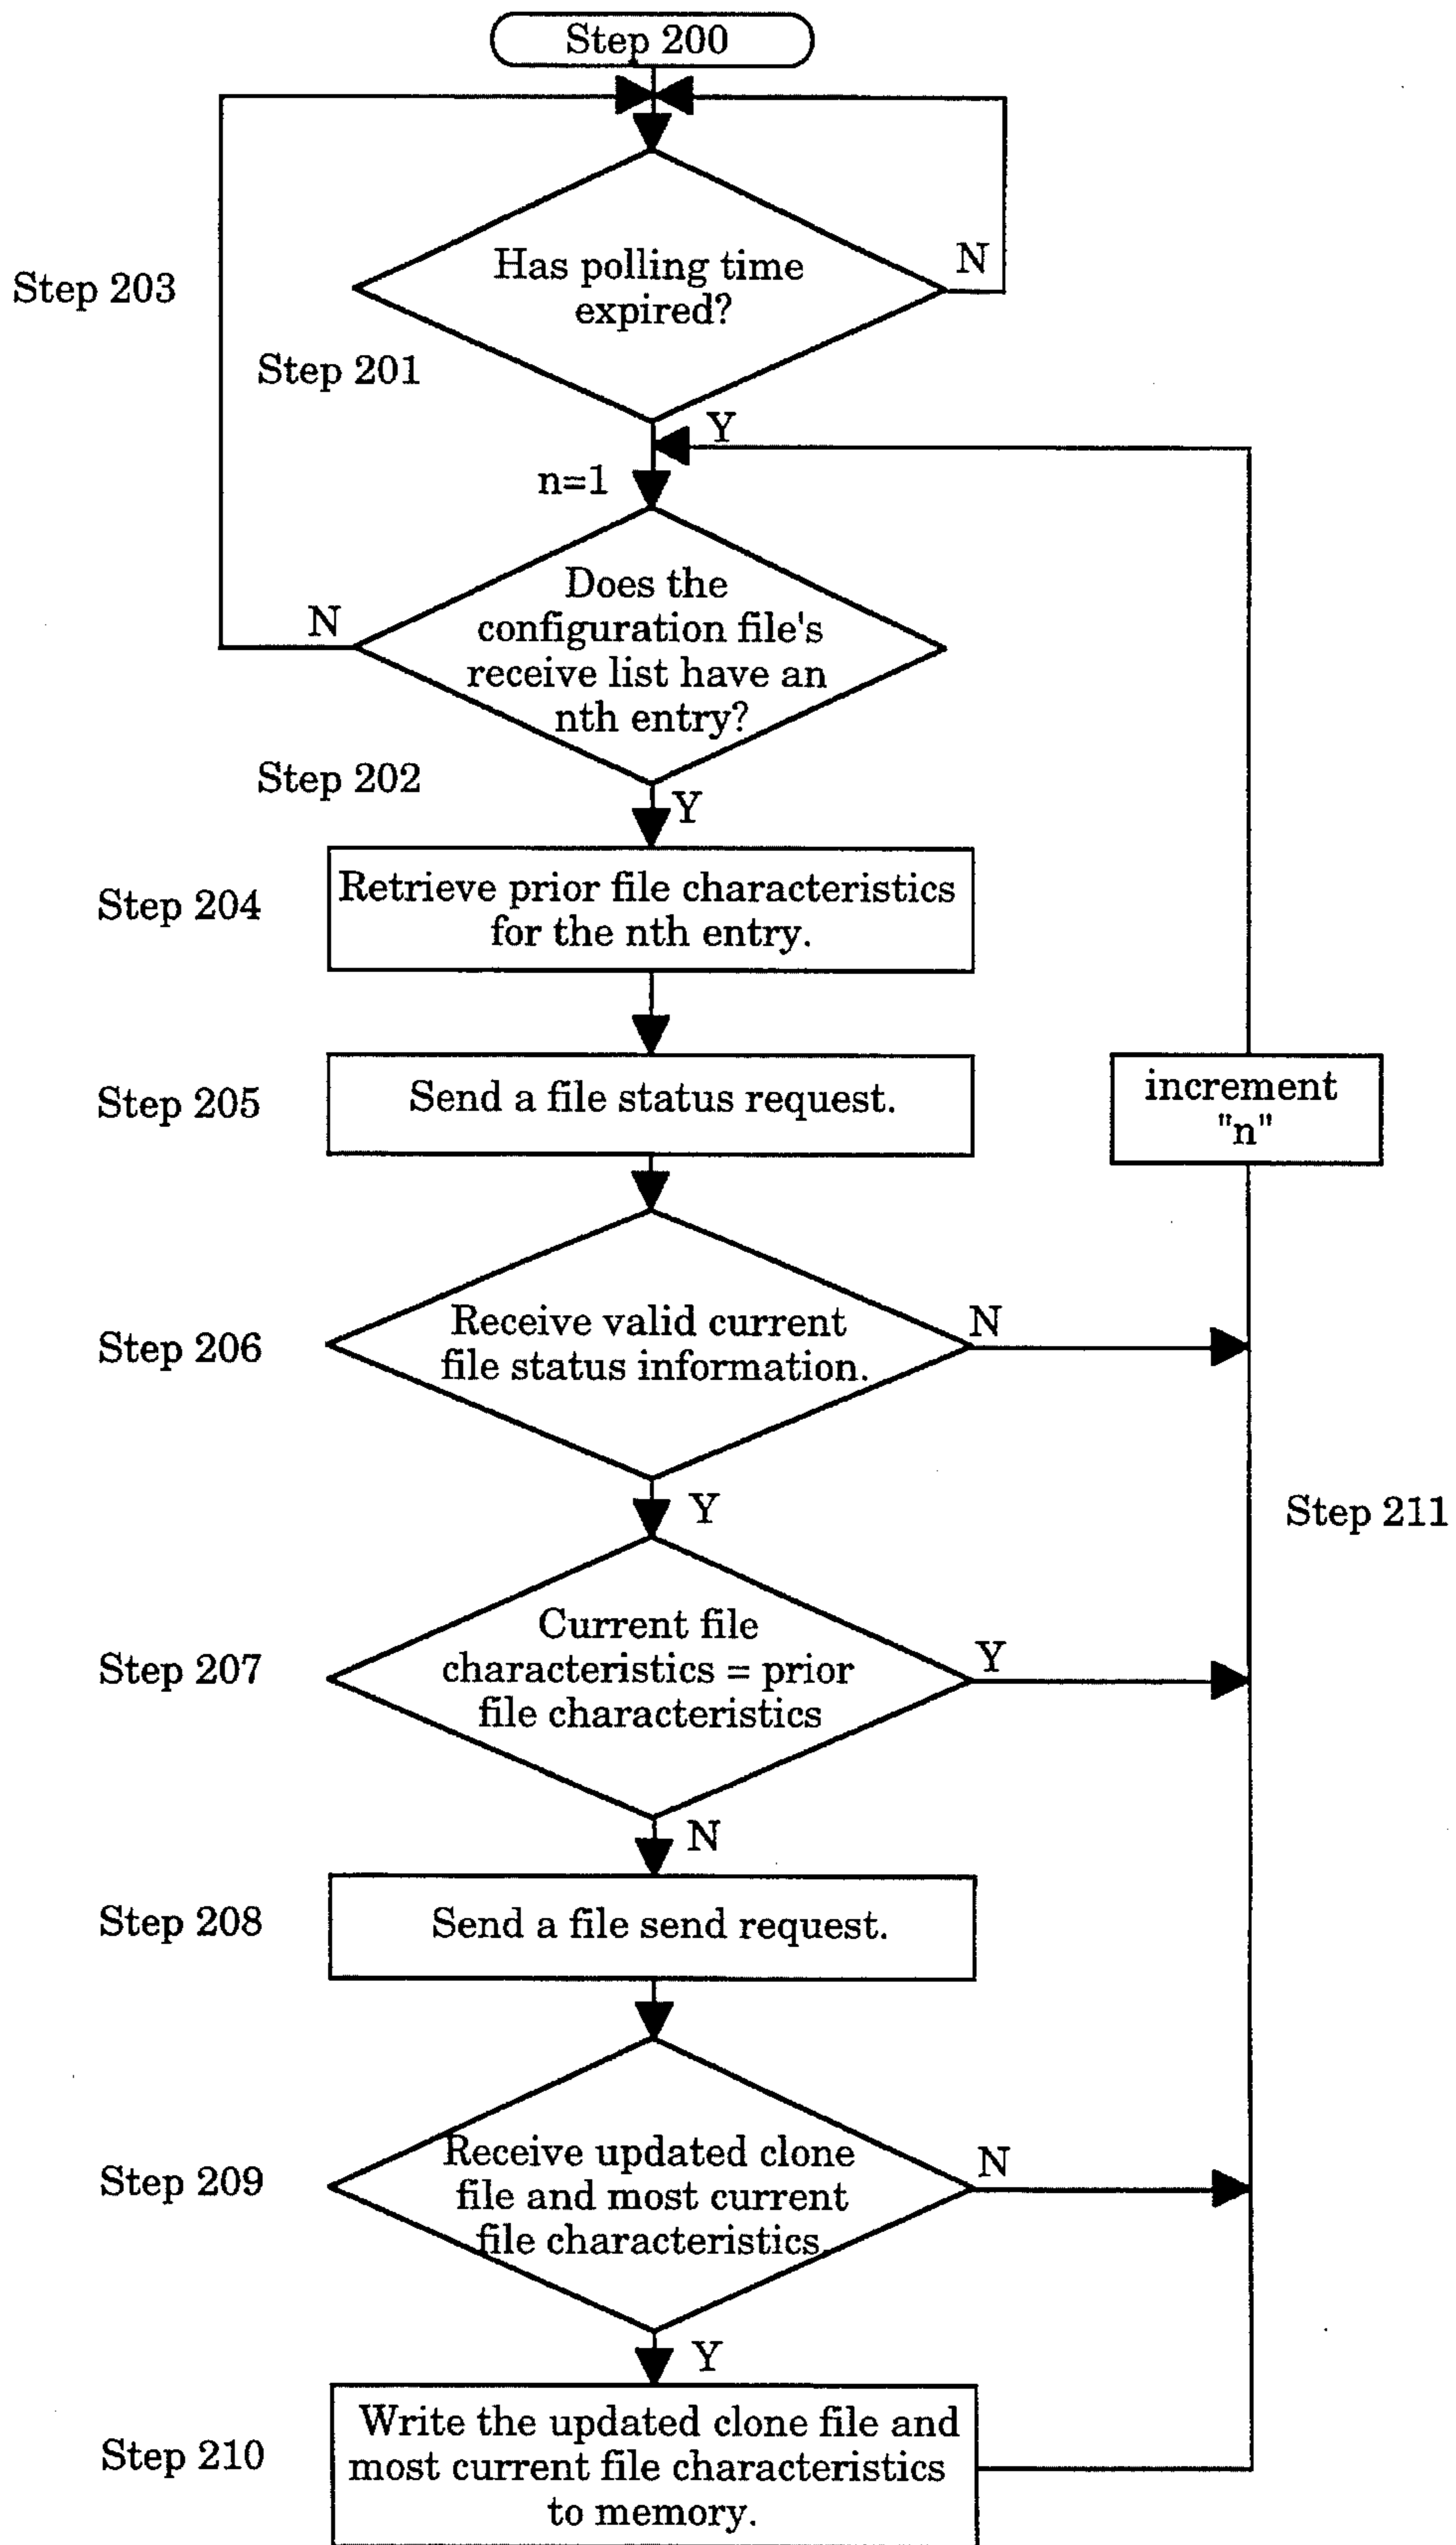 Step 200
Has polling time
expired?
N
Step 203
Step 201
Y
n=1
Does the
configuration file's
receive list have an
nth entry?
N
Step 202
Y
Step 204
Retrieve prior file characteristics
for the nth entry.
Step 205
Send a file status request.
increment
"n"
Step 206
Receive valid current
file status information.
N
Y
Step 211
Step 207
Current file
characteristics = prior
file characteristics
Y
N
Step 208
Send a file send request.
Step 209
Receive updated clone
file and most current
file characteristics.
N
Y
Step 210
Write the updated clone file and
most current file characteristics
to memory.